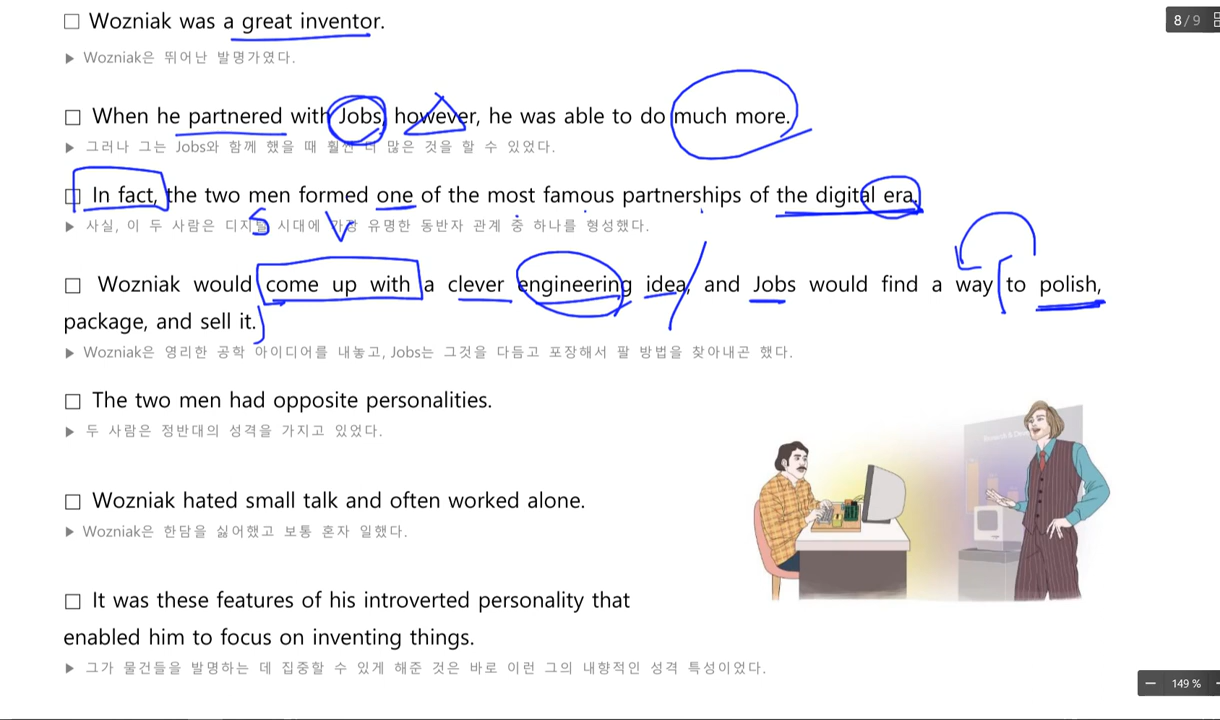 □ Wozniak was a great inventor.
8 / 9
▶ Wozniak은 뛰어난 발명가였다.
□ When he partnered with Jobs, however, he was able to do much more.
▶ 그러나 그는 Jobs와 함께 했을 때 훨씬 더 많은 것을 할 수 있었다.
□ In fact, the two men formed one of the most famous partnerships of the digital era.
▶ 사실, 이 두 사람은 디지털 시대에 가장 유명한 동반자 관계 중 하나를 형성했다.
S V
□ Wozniak would come up with a clever engineering idea, and Jobs would find a way to polish,
package, and sell it.
▶ Wozniak은 영리한 공학 아이디어를 내놓고, Jobs는 그것을 다듬고 포장해서 팔 방법을 찾아내곤 했다.
□ The two men had opposite personalities.
▶ 두 사람은 정반대의 성격을 가지고 있었다.
□ Wozniak hated small talk and often worked alone.
▶ Wozniak은 한담을 싫어했고 보통 혼자 일했다.
□ It was these features of his introverted personality that
enabled him to focus on inventing things.
▶ 그가 물건들을 발명하는 데 집중할 수 있게 해준 것은 바로 이런 그의 내향적인 성격 특성이었다.
149 %